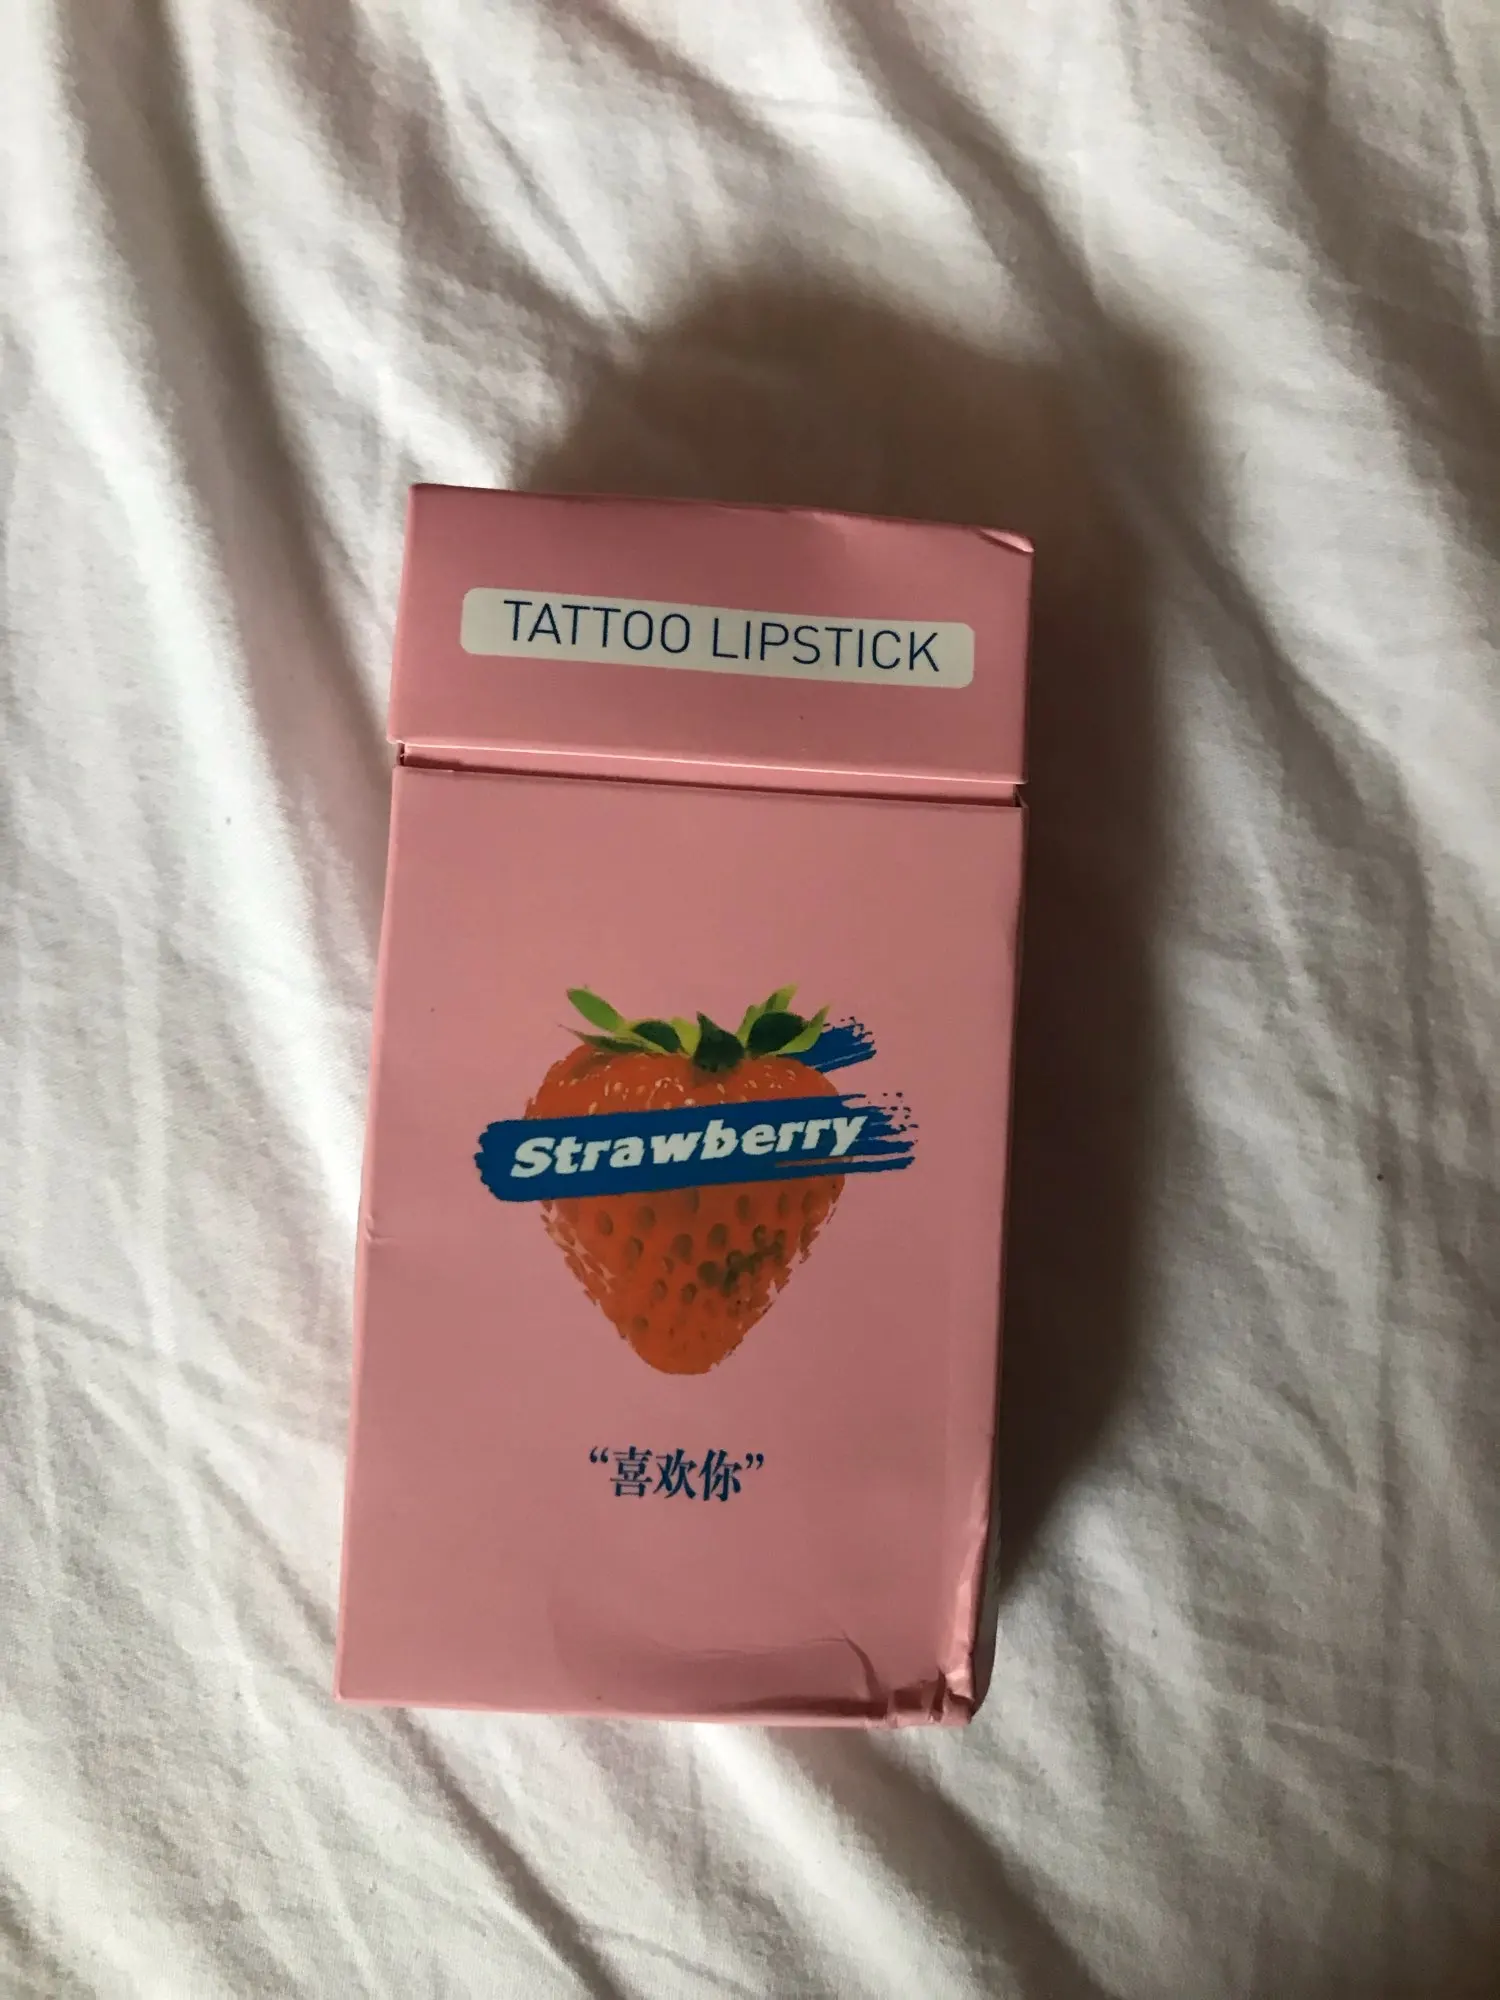 TATTOO LIPSTICK
Strawberry
“喜欢你”